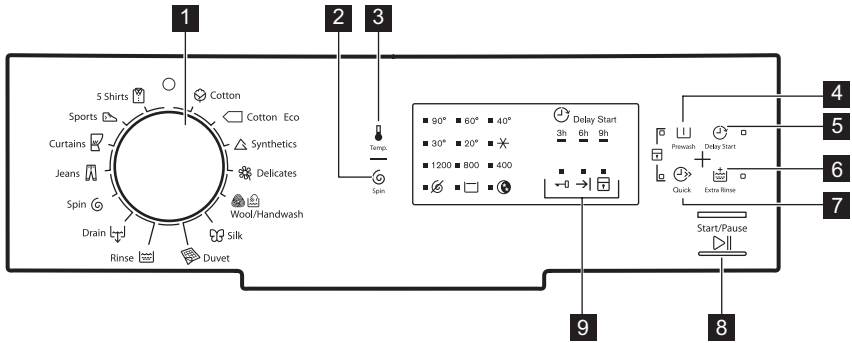 1
2
3
4
5
6
7
8
9
5 Shirts
Cotton
Sports
Cotton Eco
Curtains
Synthetics
Jeans
Delicates
Spin
Wool/Handwash
Drain
Silk
Rinse
Duvet
Temp.
Spin
90° 60° 40°
30° 20°
1200 800 400
Delay Start
3h 6h 9h
Prewash
Delay Start
Quick
Extra Rinse
Start/Pause